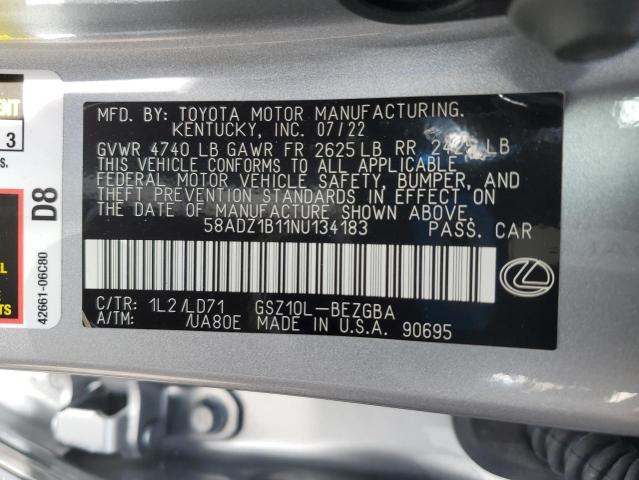 MFD. BY: TOYOTA MOTOR MANUFACTURING.
KENTUCKY, INC. 07/22
GVWR 4740 LB GAWR FR 2625 LB RR 2425 LB
THIS VEHICLE CONFORMS TO ALL APPLICABLE
FEDERAL MOTOR VEHICLE SAFETY, BUMPER, AND
THEFT PREVENTION STANDARDS IN EFFECT ON
THE DATE OF MANUFACTURE SHOWN ABOVE.
58ADZ1B11NU134183 PASS. CAR
C/TR: 1L2 /LD71 GSZ10L-BEZGBA
A/TM: /UA80E MADE IN U.S.A. 90695
D8
42661-06C80
3